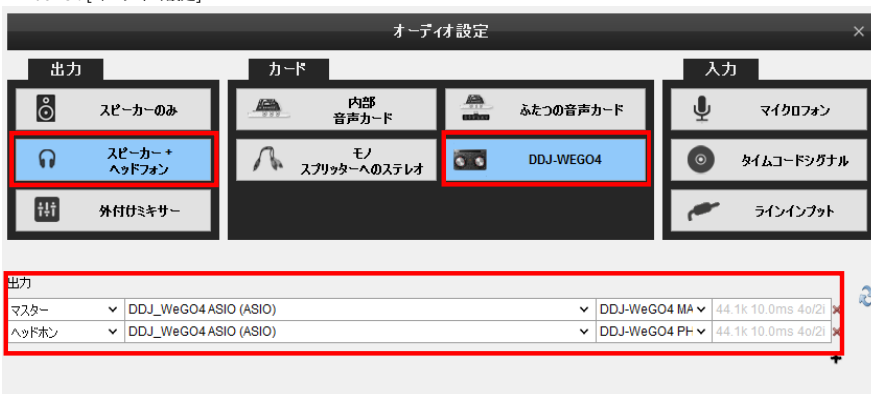 オーディオ設定
出力
カード
入力
スピーカーのみ
内部
音声カード
ふたつの音声カード
マイクロフォン
スピーカー +
ヘッドフォン
モノ
スプリッターへのステレオ
DDJ-WEGO4
タイムコードシグナル
外付けミキサー
ラインインプット
出力
マスター DDJ_WeGO4 ASIO (ASIO) DDJ-WeGO4 MA 44.1k 10.0ms 4o/2i
ヘッドホン DDJ_WeGO4 ASIO (ASIO) DDJ-WeGO4 PH 44.1k 10.0ms 4o/2i